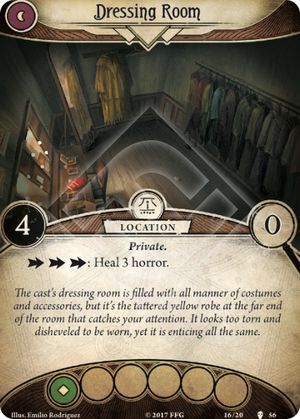 Dressing Room
4
0
LOCATION
Private.
: Heal 3 horror.
The cast's dressing room is filled with all manner of costumes
and accessories, but it's the tattered yellow robe at the far end
of the room that catches your attention. It looks too torn and
disheveled to be worn, yet it is enticing all the same.
Illus. Emilio Rodriguez
© 2017 FFG
16/20
56